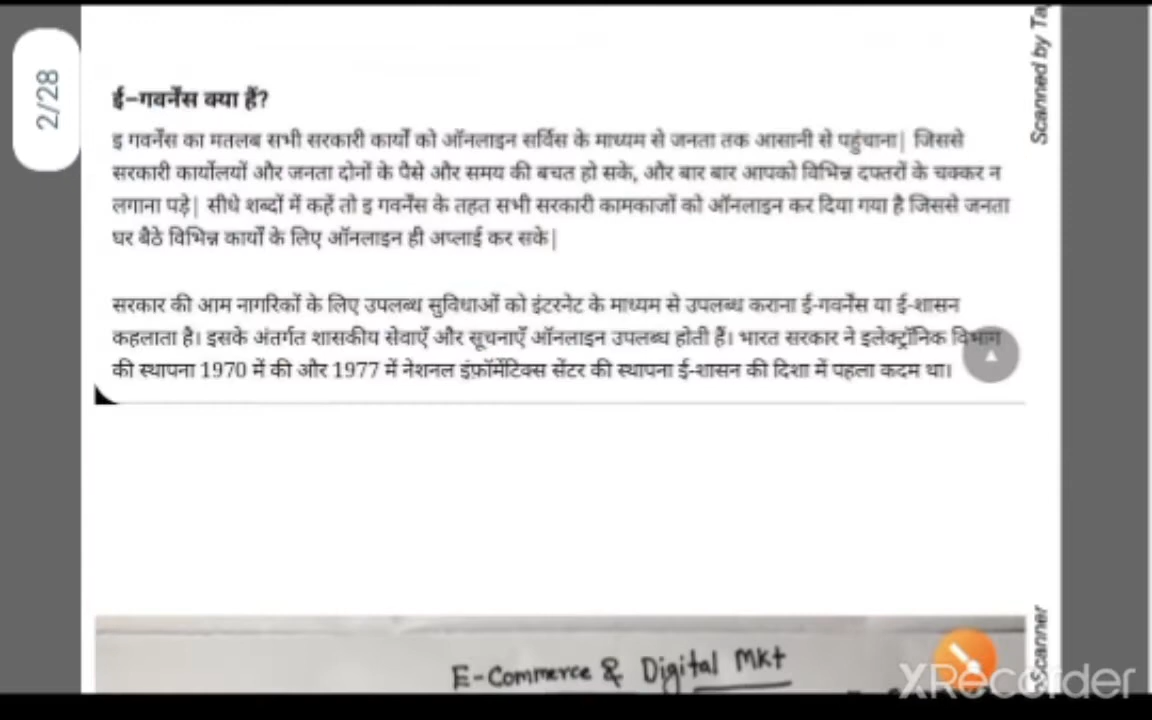 Scanned by Ta
2/28
ई-गवर्नेंस क्या हैं?
इ गवर्नेंस का मतलब सभी सरकारी कार्यों को ऑनलाइन सर्विस के माध्यम से जनता तक आसानी से पहुंचाना| जिससे
सरकारी कार्यालयों और जनता दोनों के पैसे और समय की बचत हो सके, और बार बार आपको विभिन्न दफ्तरों के चक्कर न
लगाना पड़े| सीधे शब्दों में कहें तो इ गवर्नेंस के तहत सभी सरकारी कामकाजों को ऑनलाइन कर दिया गया है जिससे जनता
घर बैठे विभिन्न कार्यों के लिए ऑनलाइन ही अप्लाई कर सके|
सरकार की आम नागरिकों के लिए उपलब्ध सुविधाओं को इंटरनेट के माध्यम से उपलब्ध कराना ई-गवर्नेंस या ई-शासन
कहलाता है। इसके अंतर्गत शासकीय सेवाएँ और सूचनाएँ ऑनलाइन उपलब्ध होती हैं। भारत सरकार ने इलेक्ट्रॉनिक विभाग
की स्थापना 1970 में की और 1977 में नेशनल इंफ़ॉर्मेटिक्स सेंटर की स्थापना ई-शासन की दिशा में पहला कदम था।
E-Commerce & Digital Mkt
Scanner
XRecorder